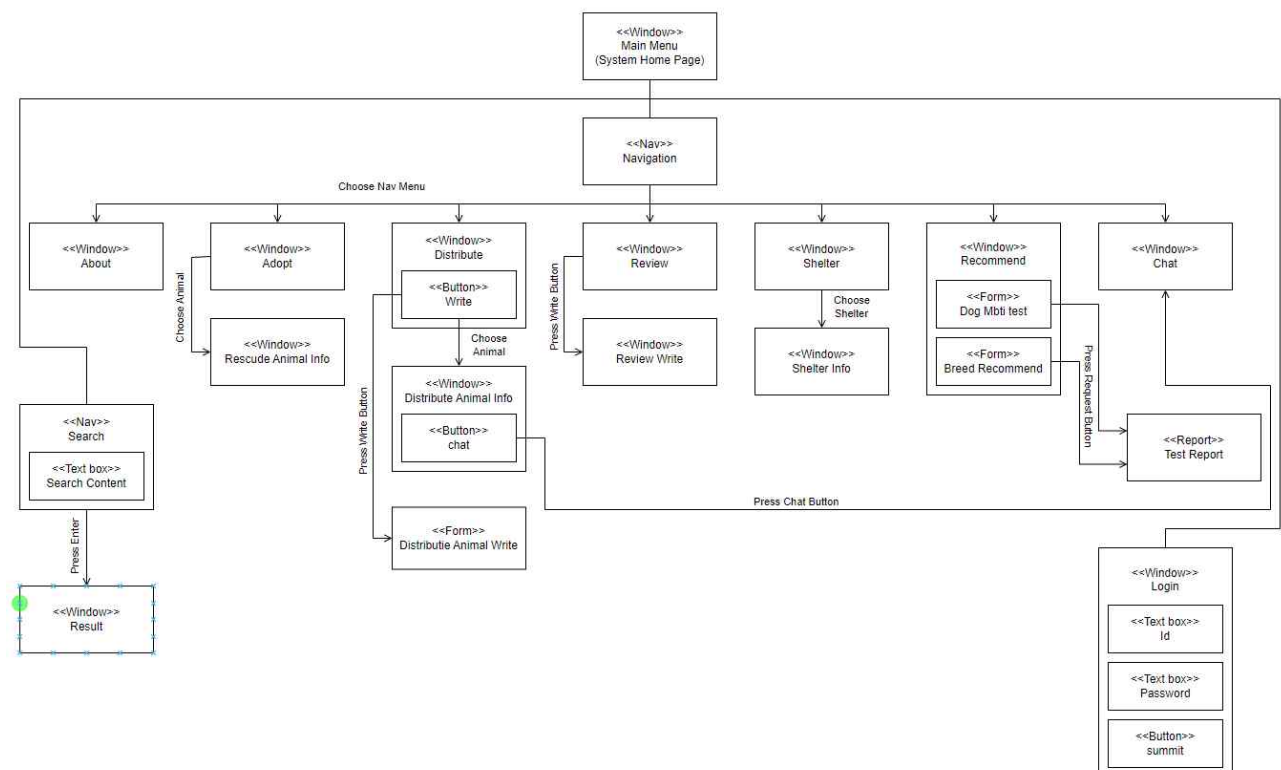 <<Window>>
Main Menu
(System Home Page)
<<Nav>>
Navigation
Choose Nav Menu
<<Window>>
About
<<Window>>
Adopt
<<Window>>
Distribute
<<Button>>
Write
<<Window>>
Review
<<Window>>
Shelter
<<Window>>
Recommend
<<Form>>
Dog Mbti test
<<Form>>
Breed Recommend
<<Window>>
Chat
Choose Animal
<<Window>>
Rescude Animal Info
Press Write Button
Choose
Animal
<<Window>>
Distribute Animal Info
<<Button>>
chat
Press Write Button
<<Window>>
Review Write
Choose
Shelter
<<Window>>
Shelter Info
Press Request Button
<<Report>>
Test Report
<<Nav>>
Search
<<Text box>>
Search Content
Press Enter
<<Window>>
Result
Press Chat Button
<<Form>>
Distributie Animal Write
<<Window>>
Login
<<Text box>>
Id
<<Text box>>
Password
<<Button>>
summit